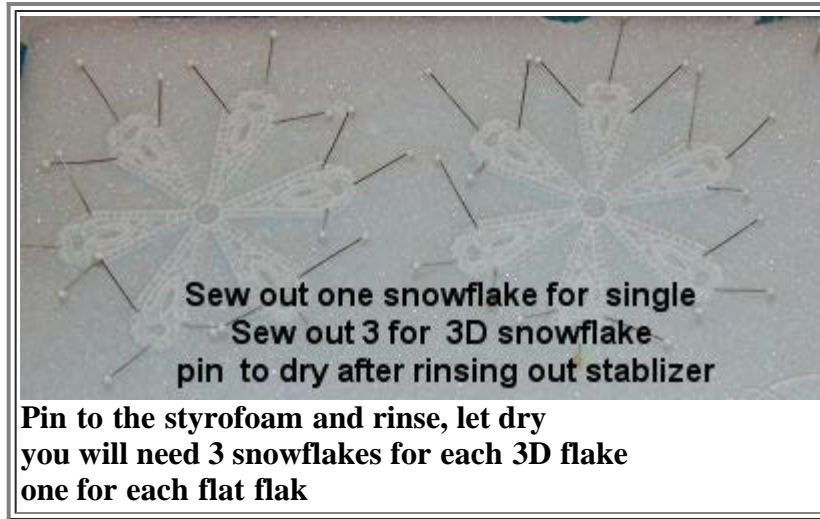 Sew out one snowflake for single
Sew out 3 for 3D snowflake
pin to dry after rinsing out stablizer
Pin to the styrofoam and rinse, let dry
you will need 3 snowflakes for each 3D flake
one for each flat flak